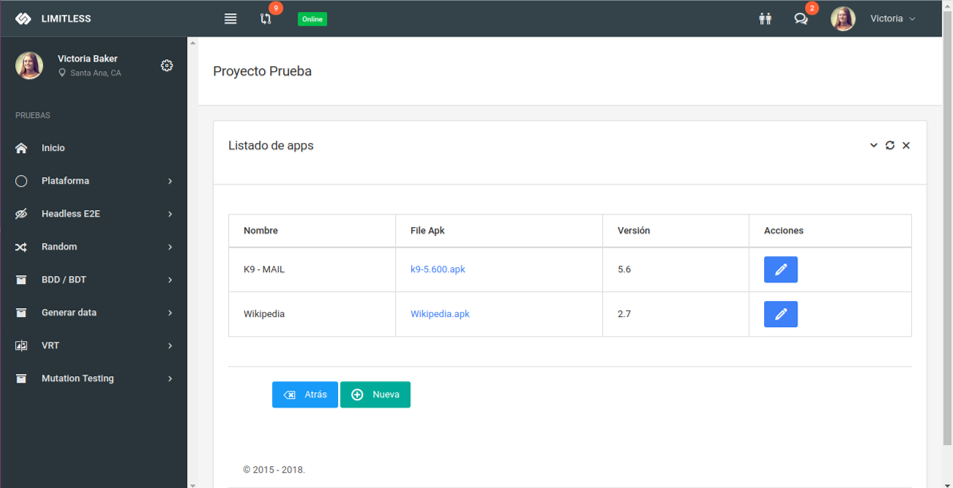 LIMITLESS
9
Online
2
Victoria
Victoria Baker
Santa Ana, CA
PRUEBAS
Inicio
Plataforma
Headless E2E
Random
BDD / BDT
Generar data
VRT
Mutation Testing
Proyecto Prueba
Listado de apps
Nombre File Apk Versión Acciones
K9 - MAIL k9-5.600.apk 5.6
Wikipedia Wikipedia.apk 2.7
Atrás Nueva
© 2015 - 2018.